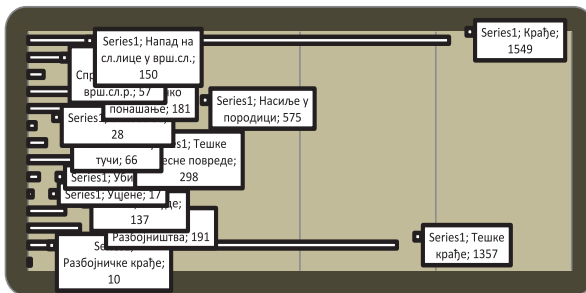 Series1; Крађе;
1549
Series1; Напад на
сл.лице у врш.сл.;
150
врш.сл.р.; 57
понашање; 181
Series1; Насиље у
породици; 575
28
Тешке
повреде;
298
тучи; 66
Series1; Уби
Series1; Уцјене; 17
137
Разбојништва; 191
Series1; Тешке
крађе; 1357
Разбојничке крађе;
10